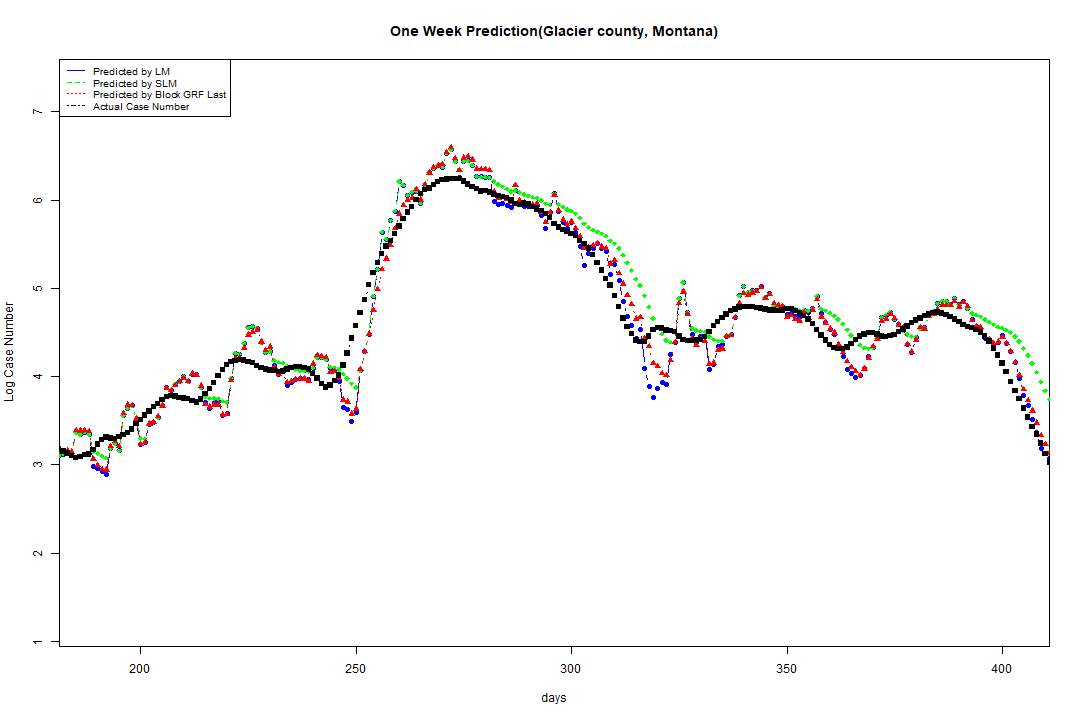 One Week Prediction(Glacier county, Montana)
Predicted by LM
Predicted by SLM
Predicted by Block GRF Last
Actual Case Number
7
6
5
4
3
2
1
Log Case Number
200 250 300 350 400
days